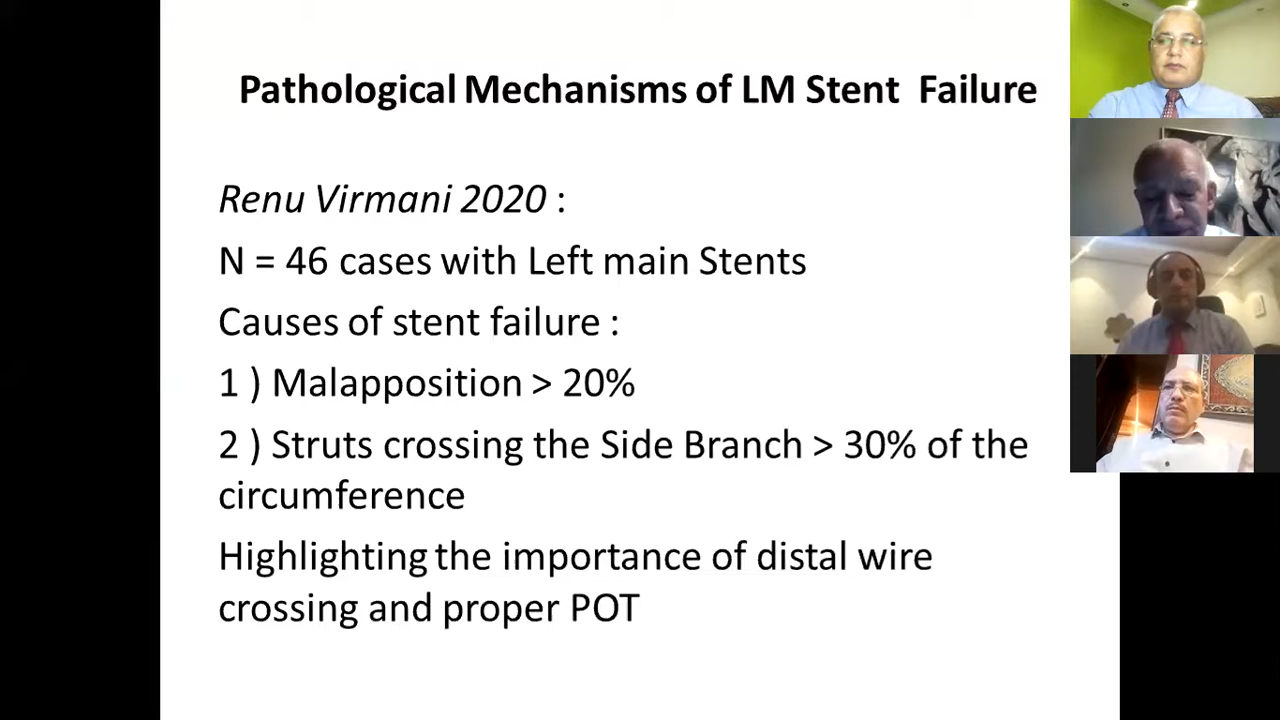 Pathological Mechanisms of LM Stent Failure
Renu Virmani 2020 :
N = 46 cases with Left main Stents
Causes of stent failure :
1 ) Malapposition > 20%
2 ) Struts crossing the Side Branch > 30% of the
circumference
Highlighting the importance of distal wire
crossing and proper POT